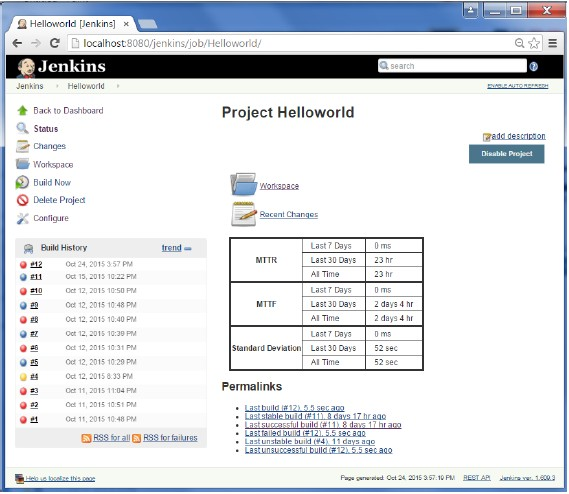 Helloworld [Jenkins]
localhost:8080/jenkins/job/Helloworld/
Jenkins
search
Jenkins
Helloworld
ENABLE AUTO REFRESH
Back to Dashboard
Status
Changes
Workspace
Build Now
Delete Project
Configure
Build History
trend
#12 Oct 24, 2015 3:57 PM
#11 Oct 15, 2015 10:22 PM
#10 Oct 12, 2015 10:50 PM
#9 Oct 12, 2015 10:48 PM
#8 Oct 12, 2015 10:40 PM
#7 Oct 12, 2015 10:39 PM
#6 Oct 12, 2015 10:31 PM
#5 Oct 12, 2015 10:29 PM
#4 Oct 12, 2015 8:33 PM
#3 Oct 11, 2015 11:04 PM
#2 Oct 11, 2015 10:51 PM
#1 Oct 11, 2015 10:48 PM
RSS for all
RSS for failures
Project Helloworld
add description
Disable Project
Workspace
Recent Changes
MTTR
Last 7 Days 0 ms
Last 30 Days 23 hr
All Time 23 hr
MTTF
Last 7 Days 0 ms
Last 30 Days 2 days 4 hr
All Time 2 days 4 hr
Standard Deviation
Last 7 Days 0 ms
Last 30 Days 52 sec
All Time 52 sec
Permalinks
Last build (#12), 5.5 sec ago
Last stable build (#11), 8 days 17 hr ago
Last successful build (#11), 8 days 17 hr ago
Last failed build (#12), 5.5 sec ago
Last unstable build (#4), 11 days ago
Last unsuccessful build (#12), 5.5 sec ago
Help us localize this page
Page generated: Oct 24, 2015 3:57:19 PM
REST API
Jenkins ver. 1.609.3